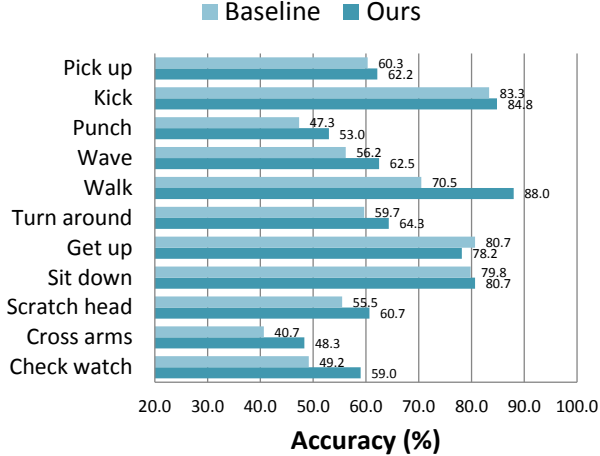 Baseline Ours
Pick up 60.3
62.2
Kick 83.3
84.8
Punch 47.3
53.0
Wave 56.2
62.5
Walk 70.5
88.0
Turn around 59.7
64.3
Get up 80.7
78.2
Sit down 79.8
80.7
Scratch head 55.5
60.7
Cross arms 40.7
48.3
Check watch 49.2
59.0
20.0 30.0 40.0 50.0 60.0 70.0 80.0 90.0 100.0
Accuracy (%)